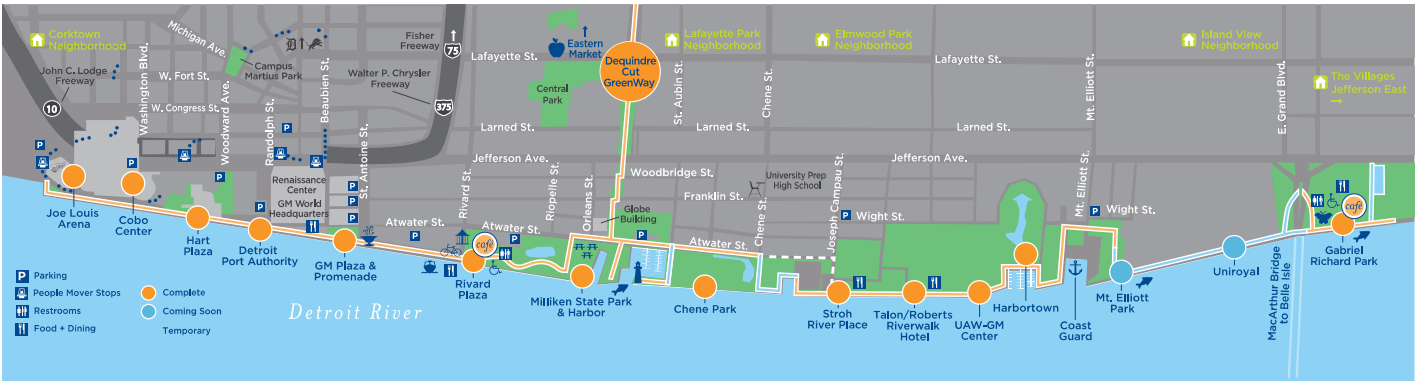 Corktown
Neighborhood
John C. Lodge
Freeway
10
Washington Blvd.
Michigan Ave.
W. Fort St.
W. Congress St.
Woodward Ave.
Campus
Martius Park
Randolph St.
Beaubien St.
Fisher
Freeway
75
Walter P. Chrysler
Freeway
375
St. Antoine St.
Lafayette St.
Eastern
Market
Central
Park
Dequindre
Cut
GreenWay
Lafayette Park
Neighborhood
Elmwood Park
Neighborhood
Island View
Neighborhood
The Villages
Jefferson East
Lafayette St.
St. Aubin St.
Chene St.
Mt. Elliott St.
E. Grand Blvd.
Larned St.
Larned St.
Larned St.
Jefferson Ave.
Jefferson Ave.
Woodbridge St.
Franklin St.
University Prep
High School
Rivard St.
Riopelle St.
Orleans St.
Globe
Building
Atwater St.
Atwater St.
Atwater St.
Chene St.
Joseph Campau St.
Wight St.
Mt. Elliott St.
Wight St.
Renaissance
Center
GM World
Headquarters
P
P
P
P
P
P
P
P
P
P
P
P
P
P
café
café
Joe Louis
Arena
Cobo
Center
Hart
Plaza
Detroit
Port Authority
GM Plaza &
Promenade
Rivard
Plaza
Milliken State Park
& Harbor
Chene Park
Stroh
River Place
Talon/Roberts
Riverwalk
Hotel
UAW-GM
Center
Harbortown
Coast
Guard
Mt. Elliott
Park
Uniroyal
MacArthur Bridge
to Belle Isle
Gabriel
Richard Park
Detroit River
P Parking
People Mover Stops
Restrooms
Food + Dining
Complete
Coming Soon
Temporary